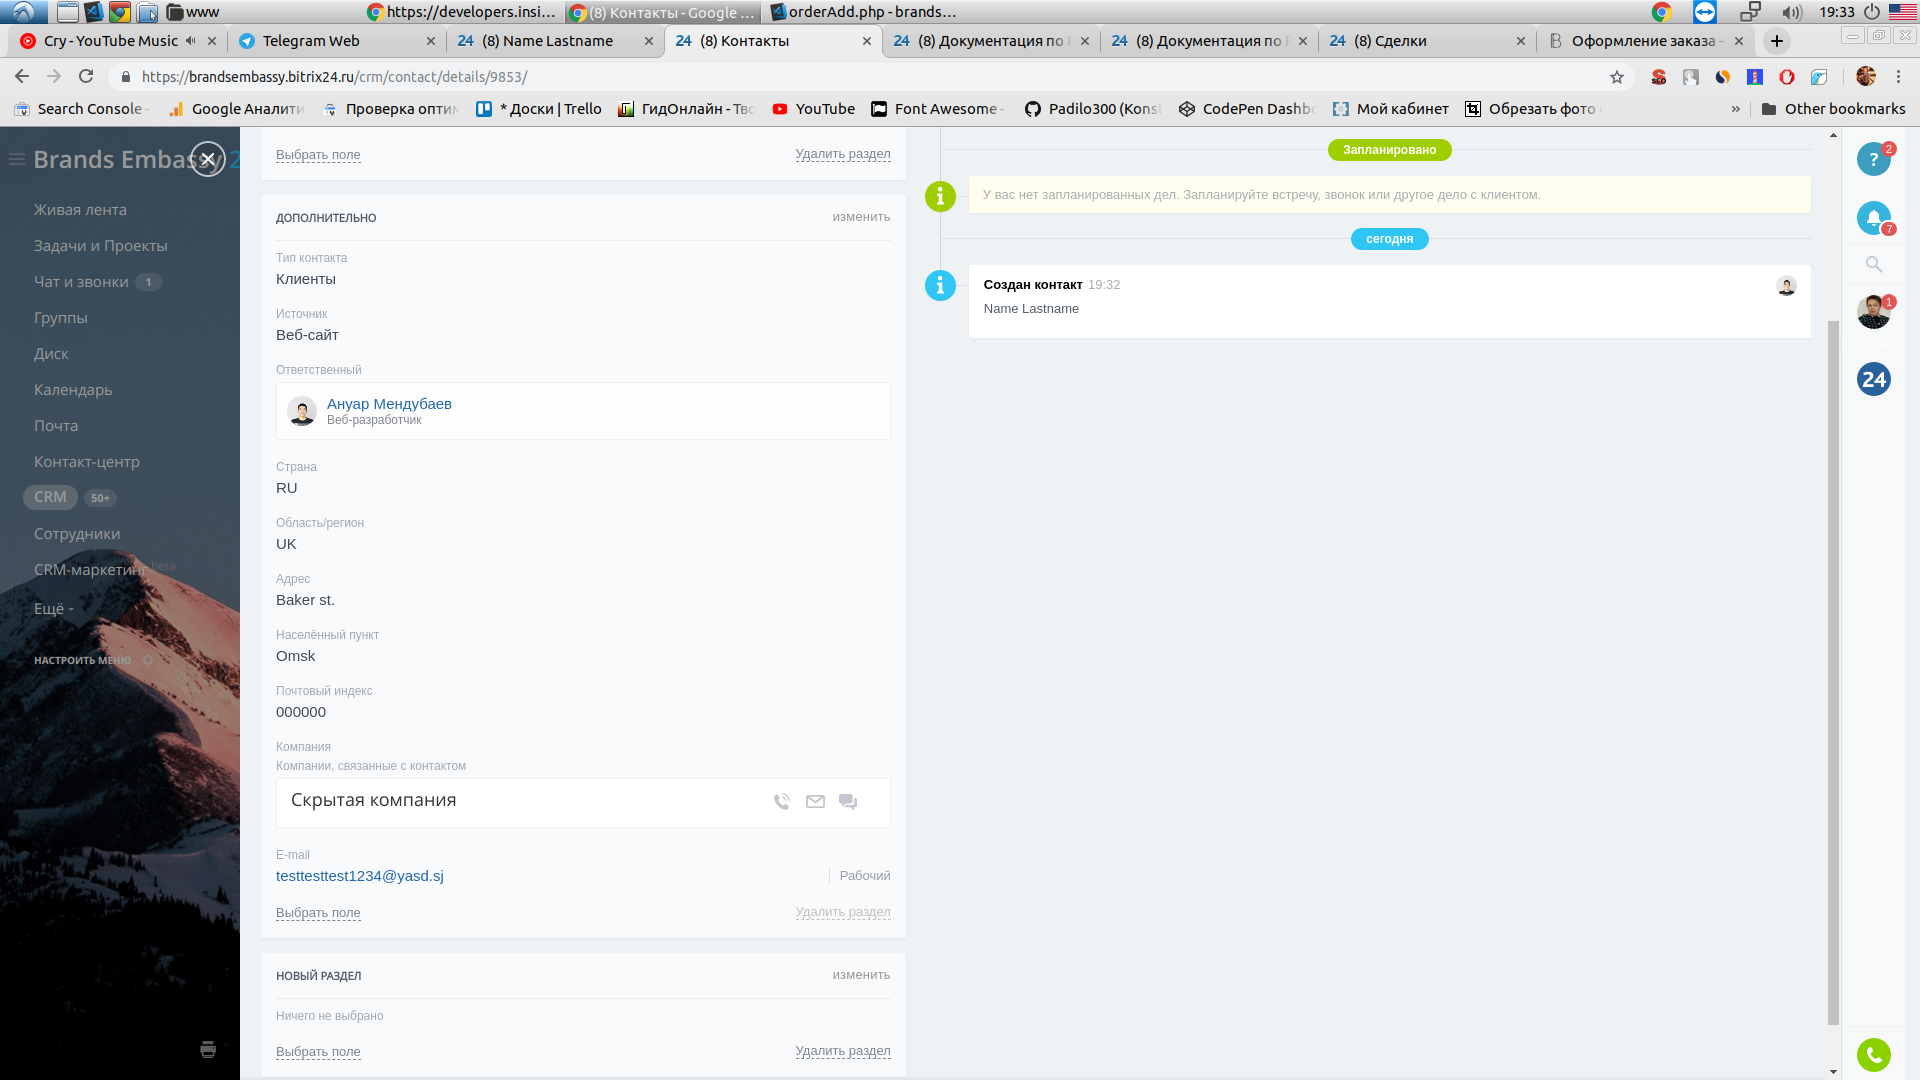 www
https://developers.insi...
(8) Контакты - Google ...
orderAdd.php - brands...
19:33
Cry - YouTube Music
Telegram Web
24 (8) Name Lastname
24 (8) Контакты
24 (8) Документация по
24 (8) Документация по
24 (8) Сделки
Оформление заказа -
https://brandsembassy.bitrix24.ru/crm/contact/details/9853/
Search Console -
Google Аналити
Проверка оптим
* Доски | Trello
ГидОнлайн - Тво
YouTube
Font Awesome -
Padilo300 (Kons
CodePen Dashb
Мой кабинет
Обрезать фото
»
Other bookmarks
Brands Embassy 2
Живая лента
Задачи и Проекты
Чат и звонки 1
Группы
Диск
Календарь
Почта
Контакт-центр
CRM 50+
Сотрудники
CRM-маркетинг beta
Ещё
НАСТРОИТЬ МЕНЮ
Выбрать поле
Удалить раздел
ДОПОЛНИТЕЛЬНО
изменить
Тип контакта
Клиенты
Источник
Веб-сайт
Ответственный
Ануар Мендубаев
Веб-разработчик
Страна
RU
Область/регион
UK
Адрес
Baker st.
Населённый пункт
Omsk
Почтовый индекс
000000
Компания
Компании, связанные с контактом
Скрытая компания
E-mail
testtesttest1234@yasd.sj
Рабочий
Выбрать поле
Удалить раздел
НОВЫЙ РАЗДЕЛ
изменить
Ничего не выбрано
Выбрать поле
Удалить раздел
Запланировано
У вас нет запланированных дел. Запланируйте встречу, звонок или другое дело с клиентом.
сегодня
Создан контакт 19:32
Name Lastname
? 2
7
1
24